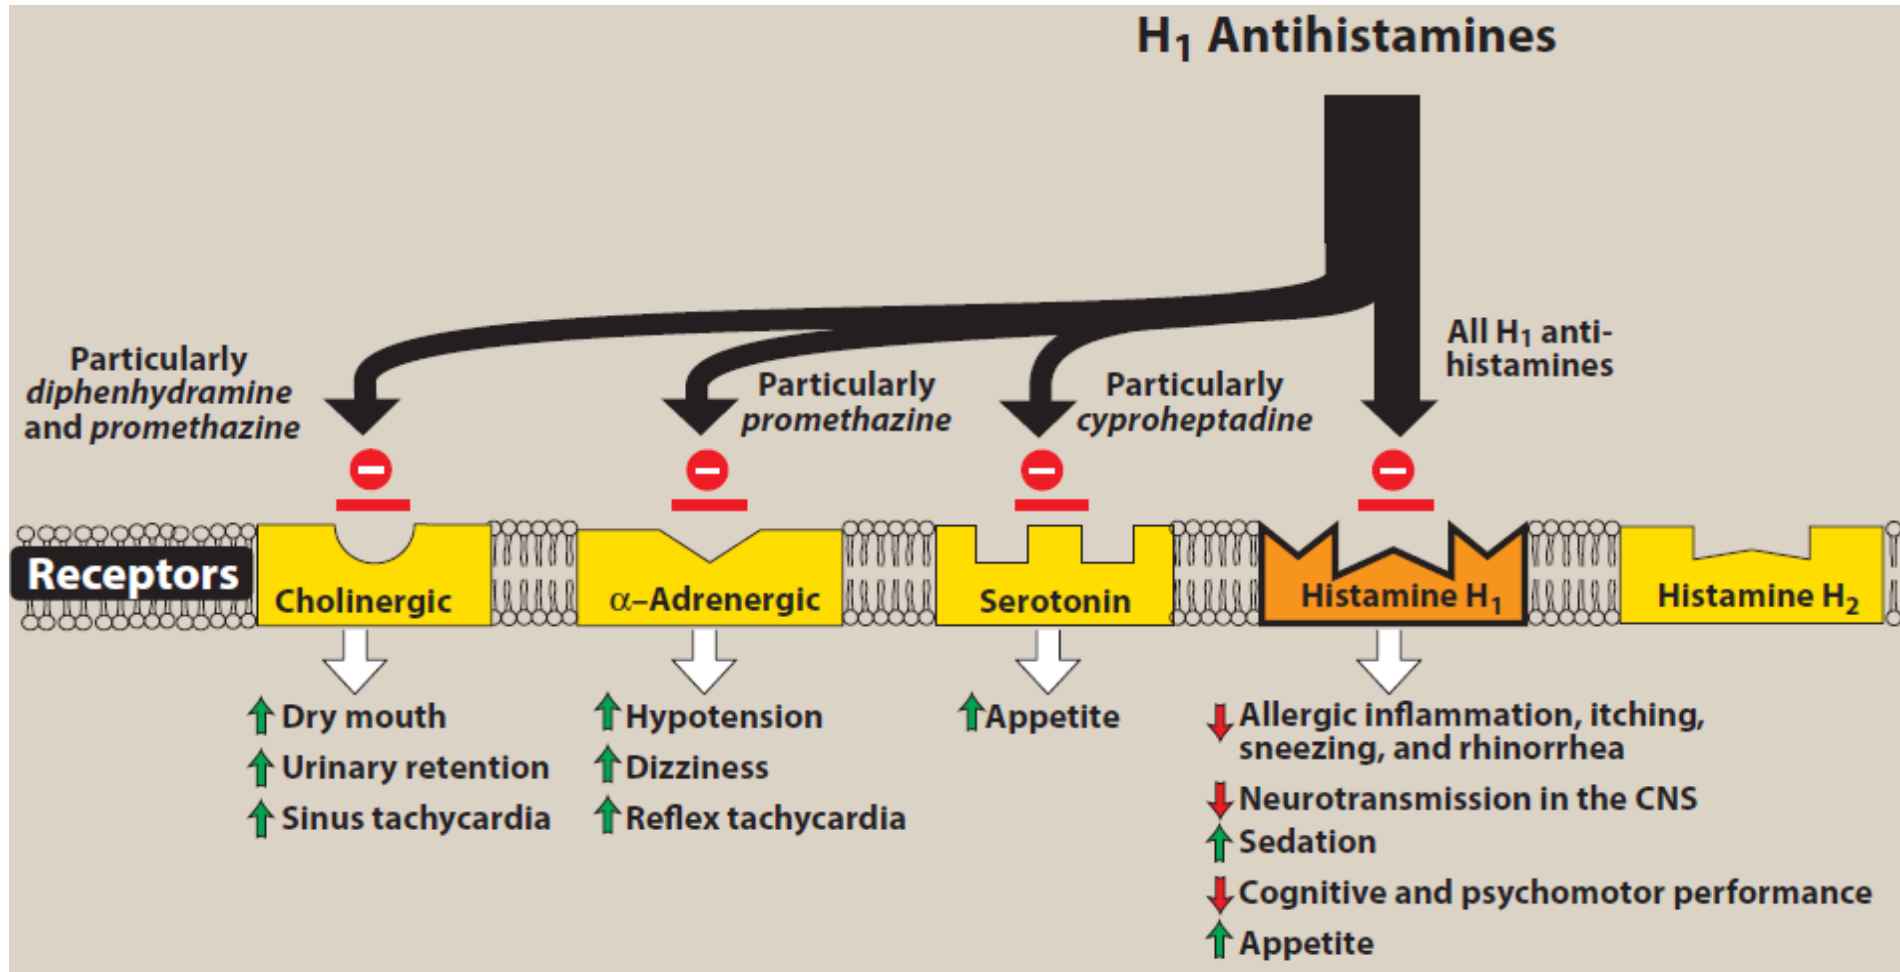 H1 Antihistamines
Particularly
diphenhydramine
and promethazine
Particularly
promethazine
Particularly
cyproheptadine
All H1 anti-
histamines
Receptors
Cholinergic
α–Adrenergic
Serotonin
Histamine H1
Histamine H2
Dry mouth
Urinary retention
Sinus tachycardia
Hypotension
Dizziness
Reflex tachycardia
Appetite
Allergic inflammation, itching,
sneezing, and rhinorrhea
Neurotransmission in the CNS
Sedation
Cognitive and psychomotor performance
Appetite